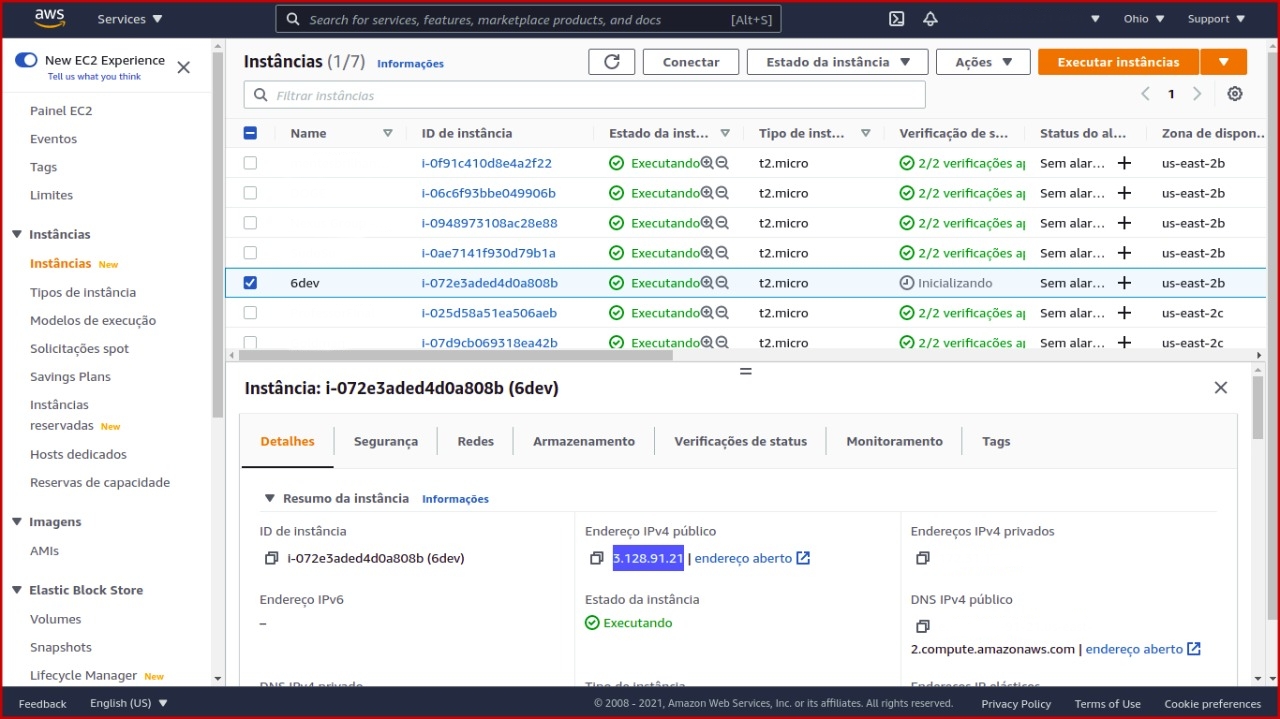 aws Services Search for services, features, marketplace products, and docs [Alt+S] Ohio Support
New EC2 Experience
Tell us what you think
Painel EC2
Eventos
Tags
Limites
Instâncias
Instâncias New
Tipos de instância
Modelos de execução
Solicitações spot
Savings Plans
Instâncias
reservadas New
Hosts dedicados
Reservas de capacidade
Imagens
AMIs
Elastic Block Store
Volumes
Snapshots
Lifecycle Manager New
Instâncias (1/7) Informações Conectar Estado da instância Ações Executar instâncias
Filtrar instâncias 1
Name ID de instância Estado da inst... Tipo de inst... Verificação de s... Status do al... Zona de dispon...
i-0f91c410d8e4a2f22 Executando t2.micro 2/2 verificações ap Sem alar... us-east-2b
i-06c6f93bbe049906b Executando t2.micro 2/2 verificações ap Sem alar... us-east-2b
i-0948973108ac28e88 Executando t2.micro 2/2 verificações ap Sem alar... us-east-2b
i-0ae7141f930d79b1a Executando t2.micro 2/2 verificações ap Sem alar... us-east-2b
6dev i-072e3aded4d0a808b Executando t2.micro Inicializando Sem alar... us-east-2b
i-025d58a51ea506aeb Executando t2.micro 2/2 verificações ap Sem alar... us-east-2c
i-07d9cb069318ea42b Executando t2.micro 2/2 verificações ap Sem alar... us-east-2c
Instância: i-072e3aded4d0a808b (6dev)
Detalhes Segurança Redes Armazenamento Verificações de status Monitoramento Tags
Resumo da instância Informações
ID de instância Endereço IPv4 público Endereços IPv4 privados
i-072e3aded4d0a808b (6dev) 3.128.91.21 | endereço aberto
Endereço IPv6 Estado da instância DNS IPv4 público
– Executando
2.compute.amazonaws.com | endereço aberto
DNS IPv4 privado Tipo de instância Endereços IP elásticos
Feedback English (US) © 2008 - 2021, Amazon Web Services, Inc. or its affiliates. All rights reserved. Privacy Policy Terms of Use Cookie preferences